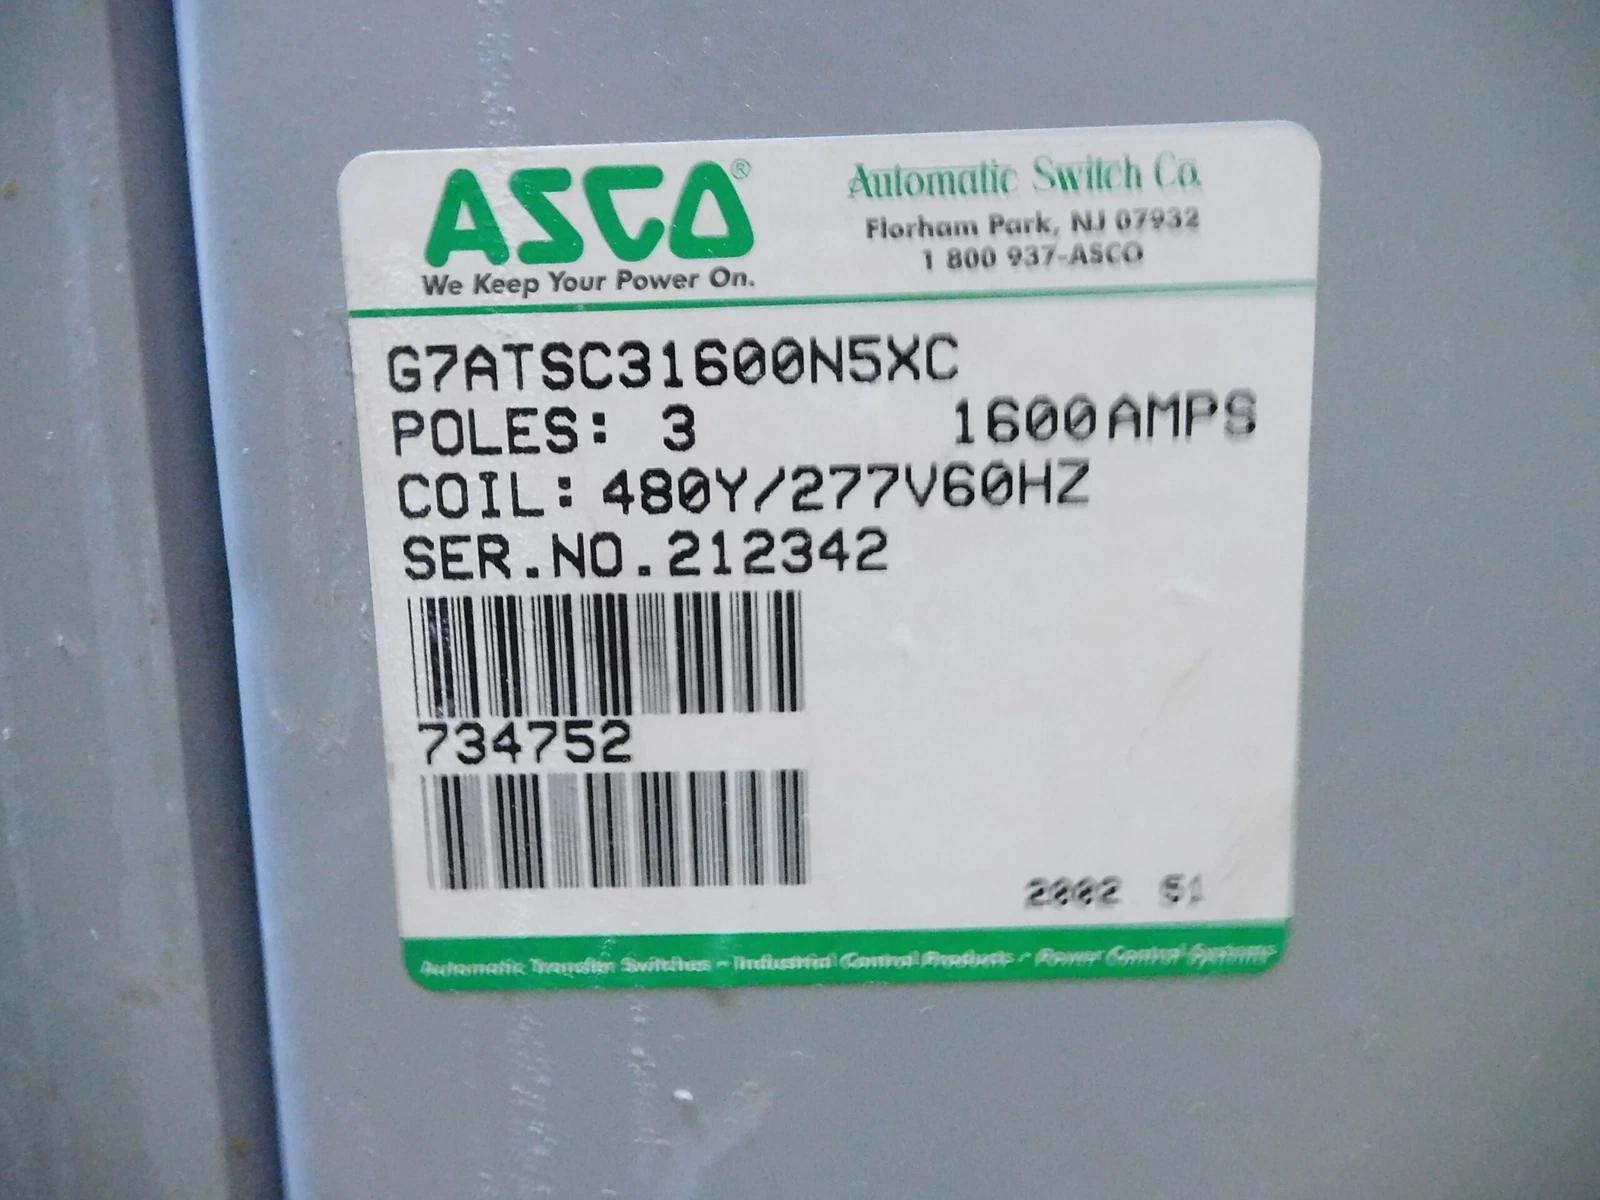 ASCO®
We Keep Your Power On.
Automatic Switch Co.
Florham Park, NJ 07932
1 800 937-ASCO
G7ATSC31600N5XC
POLES: 3 1600 AMPS
COIL: 480Y/277V60HZ
SER.NO.212342
734752
2002 51
Automatic Transfer Switches - Industrial Control Products - Power Control Systems